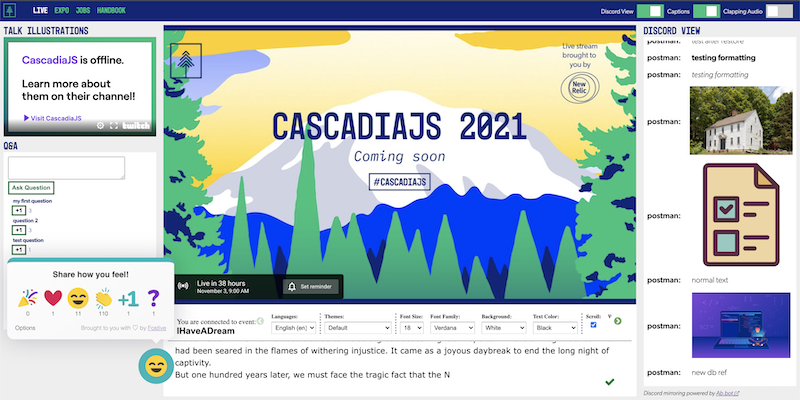 LIVE EXPO JOBS HANDBOOK
Discord View Captions Clapping Audio
TALK ILLUSTRATIONS
CascadiaJS is offline.
Learn more about
them on their channel!
Visit CascadiaJS
twitch
Q&A
Ask Question
my first question
+1 3
question 2
+1 3
test question
+1 1
Share how you feel!
0 1 11 110 1 1
+1 ?
Options
Brought to you with ♡ by Fostive
Live stream
brought to
you by
New
Relic
CASCADIAJS 2021
Coming soon
#CASCADIAJS
Live in 38 hours
November 3, 9:00 AM
Set reminder
You are connected to event:
IHaveADream
Languages: Themes: Font Size: Font Family: Background: Text Color: Scroll: V
English (en) Default 18 Verdana White Black
had been seared in the flames of withering injustice. It came as a joyous daybreak to end the long night of
captivity.
But one hundred years later, we must face the tragic fact that the N
DISCORD VIEW
postman: test after restore
postman: testing formatting
postman: testing formatting
postman:
postman:
postman: normal text
postman:
postman: new db ref
Discord mirroring powered by Ab.bot